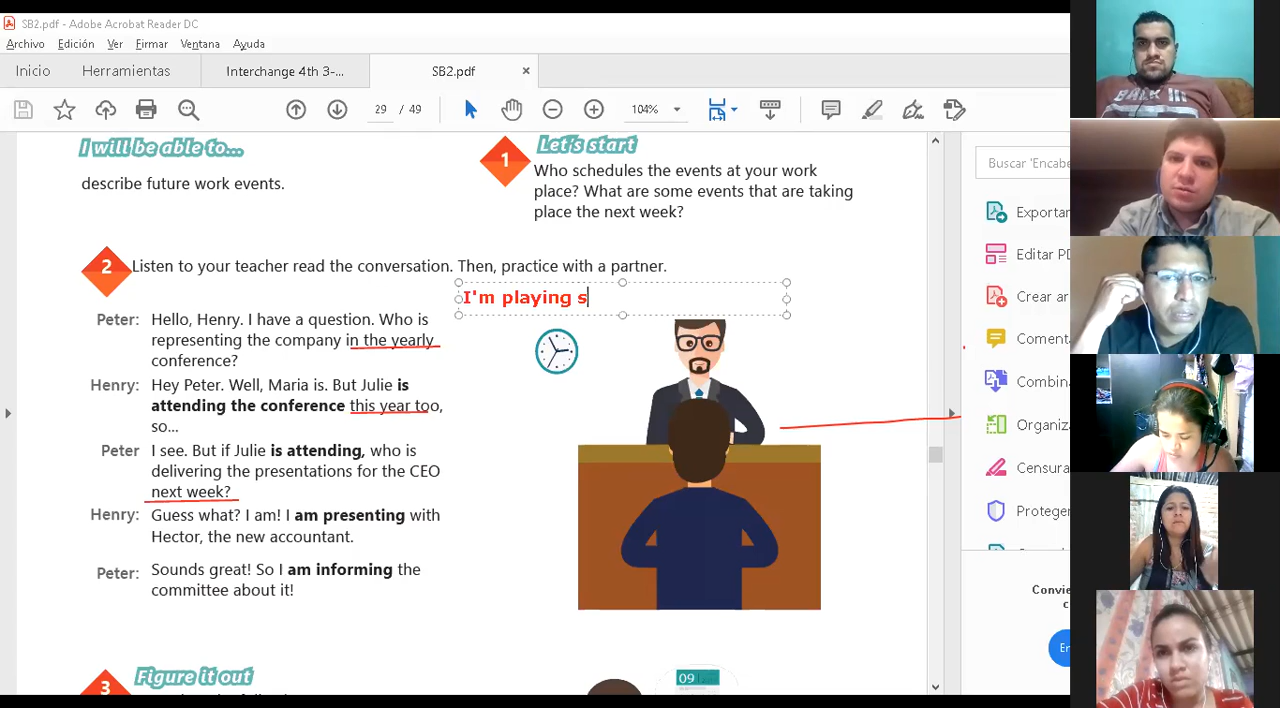 SB2.pdf - Adobe Acrobat Reader DC
Archivo Edición Ver Firmar Ventana Ayuda
Inicio Herramientas Interchange 4th 3-... SB2.pdf ×
29 / 49 104%
I will be able to...
describe future work events.
1 Let's start
Who schedules the events at your work
place? What are some events that are taking
place the next week?
2 Listen to your teacher read the conversation. Then, practice with a partner.
I'm playing s
Peter: Hello, Henry. I have a question. Who is
representing the company in the yearly
conference?
Henry: Hey Peter. Well, Maria is. But Julie is
attending the conference this year too,
so...
Peter I see. But if Julie is attending, who is
delivering the presentations for the CEO
next week?
Henry: Guess what? I am! I am presenting with
Hector, the new accountant.
Peter: Sounds great! So I am informing the
committee about it!
3 Figure it out
09
Buscar 'Encabe
Exportar
Editar PD
Crear ar
Comenta
Combin
Organiz
Censura
Proteger
Convie
c
En
BACK IN